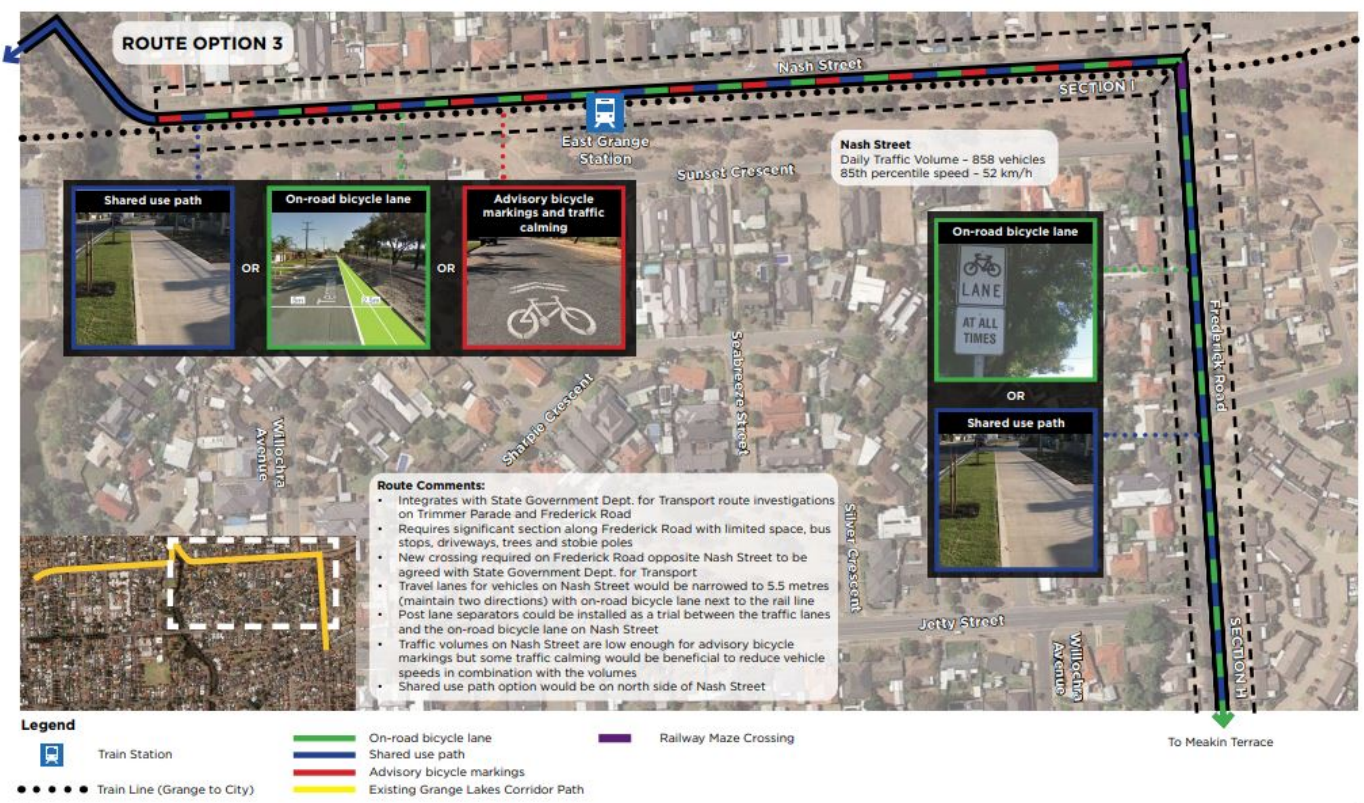 ROUTE OPTION 3
Nash Street
SECTION I
East Grange
Station
Sunset Crescent
Nash Street
Daily Traffic Volume – 858 vehicles
85th percentile speed – 52 km/h
Shared use path
OR
On-road bicycle lane
OR
Advisory bicycle
markings and traffic
calming
On-road bicycle lane
LANE
AT ALL
TIMES
OR
Shared use path
Frederick Road
Seabreeze Street
Sharpie Crescent
Willochra
Avenue
Silver Crescent
Route Comments:
• Integrates with State Government Dept. for Transport route investigations
on Trimmer Parade and Frederick Road
• Requires significant section along Frederick Road with limited space, bus
stops, driveways, trees and stobie poles
• New crossing required on Frederick Road opposite Nash Street to be
agreed with State Government Dept. for Transport
• Travel lanes for vehicles on Nash Street would be narrowed to 5.5 metres
(maintain two directions) with on-road bicycle lane next to the rail line
• Post lane separators could be installed as a trial between the traffic lanes
and the on-road bicycle lane on Nash Street
• Traffic volumes on Nash Street are low enough for advisory bicycle
markings but some traffic calming would be beneficial to reduce vehicle
speeds in combination with the volumes
• Shared use path option would be on north side of Nash Street
Jetty Street
Willochra
Avenue
SECTION H
To Meakin Terrace
Legend
Train Station
Train Line (Grange to City)
On-road bicycle lane
Shared use path
Advisory bicycle markings
Existing Grange Lakes Corridor Path
Railway Maze Crossing